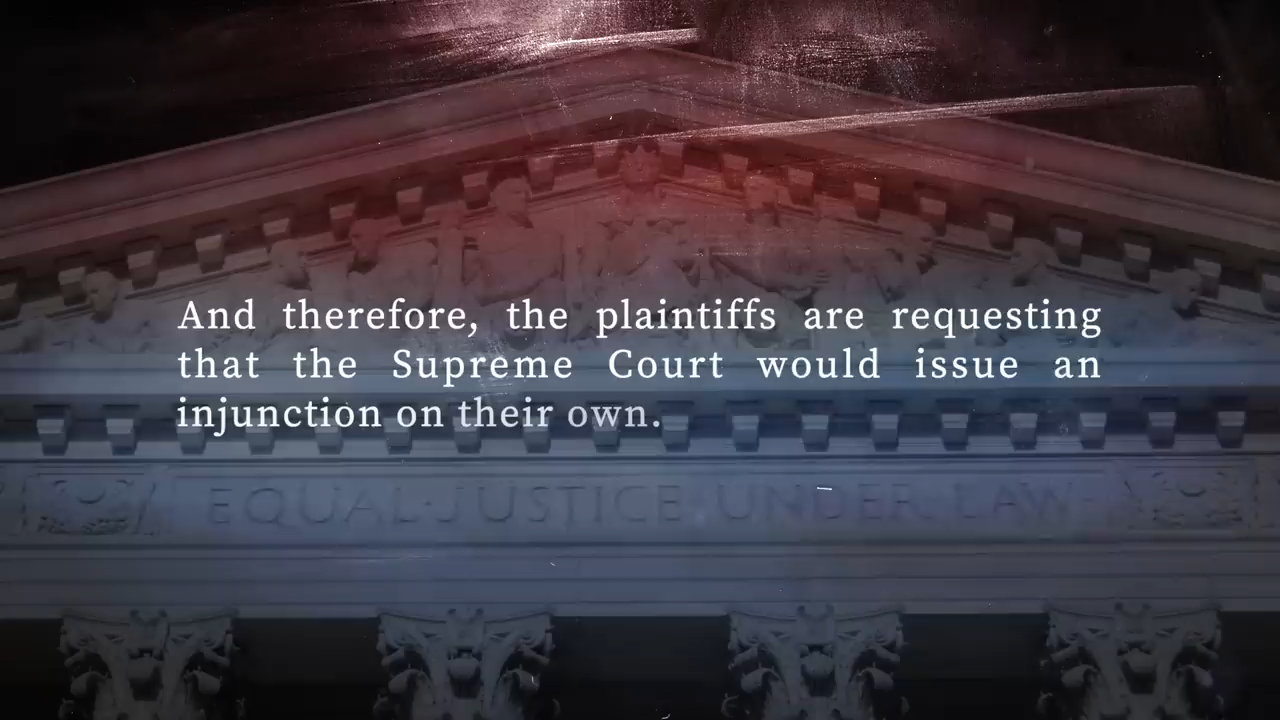 And therefore, the plaintiffs are requesting
that the Supreme Court would issue an
injunction on their own.
EQUAL·JUSTICE·UNDER·LAW